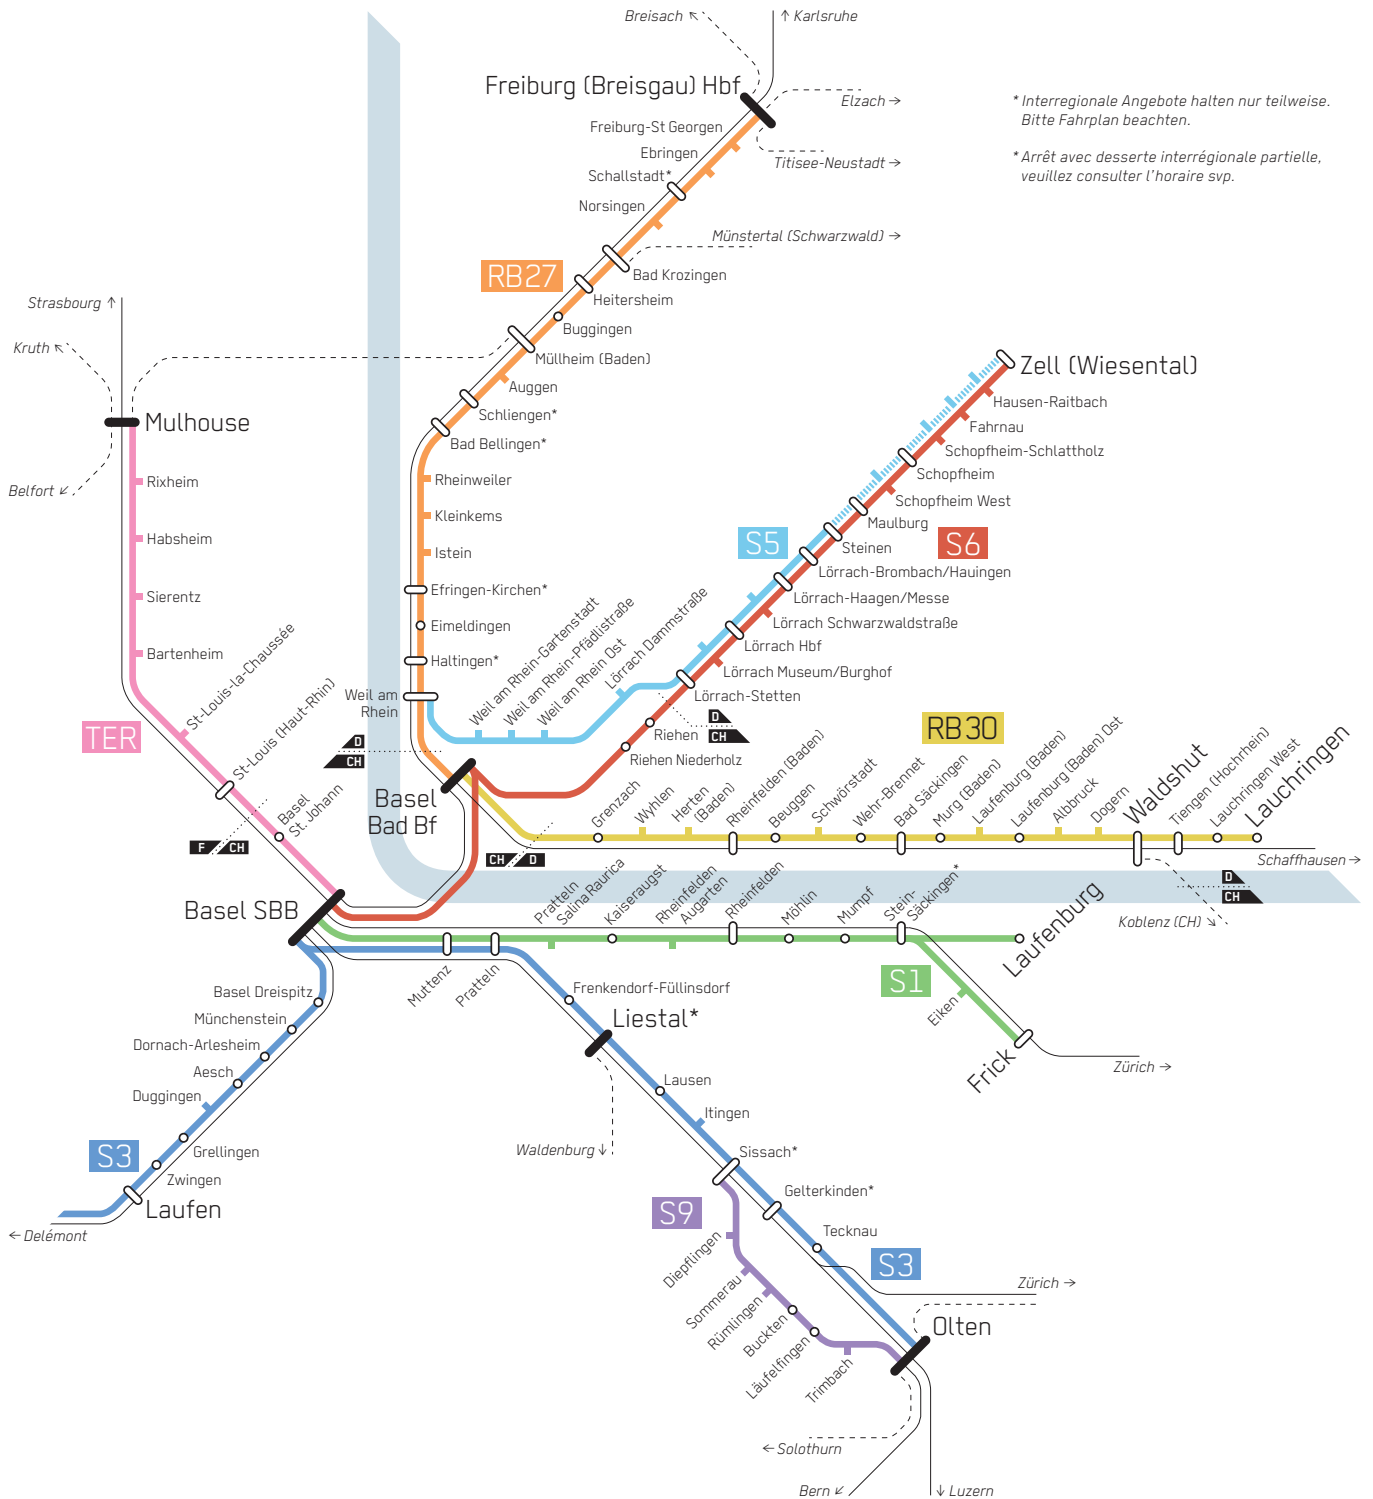 Breisach ↖
↑ Karlsruhe
Freiburg (Breisgau) Hbf
Elzach →
* Interregionale Angebote halten nur teilweise.
Bitte Fahrplan beachten.
* Arrêt avec desserte interrégionale partielle,
veuillez consulter l'horaire svp.
Freiburg-St Georgen
Ebringen
Titisee-Neustadt →
Schallstadt*
Norsingen
Münstertal (Schwarzwald) →
RB27
Bad Krozingen
Heitersheim
Buggingen
Müllheim (Baden)
Auggen
Schliengen*
Bad Bellingen*
Rheinweiler
Kleinkems
Istein
Efringen-Kirchen*
Eimeldingen
Haltingen*
Weil am
Rhein
Strasbourg ↑
Kruth ↖
Mulhouse
Belfort ↙
Rixheim
Habsheim
Sierentz
Bartenheim
St-Louis-la-Chaussée
TER
St-Louis (Haut-Rhin)
Basel
St. Johann
F
CH
D
CH
Zell (Wiesental)
Hausen-Raitbach
Fahrnau
Schopfheim-Schlattholz
Schopfheim
Schopfheim West
Maulburg
S5
S6
Steinen
Lörrach-Brombach/Hauingen
Lörrach-Haagen/Messe
Lörrach Schwarzwaldstraße
Lörrach Hbf
Lörrach Museum/Burghof
Lörrach-Stetten
Weil am Rhein-Gartenstadt
Weil am Rhein-Pfädlistraße
Weil am Rhein Ost
Lörrach Dammstraße
D
CH
Riehen
Riehen Niederholz
Basel
Bad Bf
RB30
Grenzach
Wyhlen
Herten
(Baden)
Rheinfelden (Baden)
Beuggen
Schwörstadt
Wehr-Brennet
Bad Säckingen
Murg (Baden)
Laufenburg (Baden)
Laufenburg (Baden) Ost
Albbruck
Dogern
Waldshut
Tiengen (Hochrhein)
Lauchringen West
Lauchringen
CH
D
Schaffhausen →
D
CH
Koblenz (CH) ↘
Basel SBB
Muttenz
Pratteln
Pratteln
Salina Raurica
Kaiseraugst
Rheinfelden
Augarten
Rheinfelden
Möhlin
Mumpf
Stein-
Säckingen*
Laufenburg
S1
Eiken
Frick
Zürich →
Basel Dreispitz
Münchenstein
Dornach-Arlesheim
Aesch
Duggingen
S3
Grellingen
Zwingen
Laufen
← Delémont
Frenkendorf-Füllinsdorf
Liestal*
Lausen
Itingen
Waldenburg ↓
Sissach*
Gelterkinden*
Tecknau
S9
S3
Diepflingen
Sommerau
Rümlingen
Buckten
Läufelfingen
Trimbach
Zürich →
Olten
← Solothurn
Bern ↙
↓ Luzern